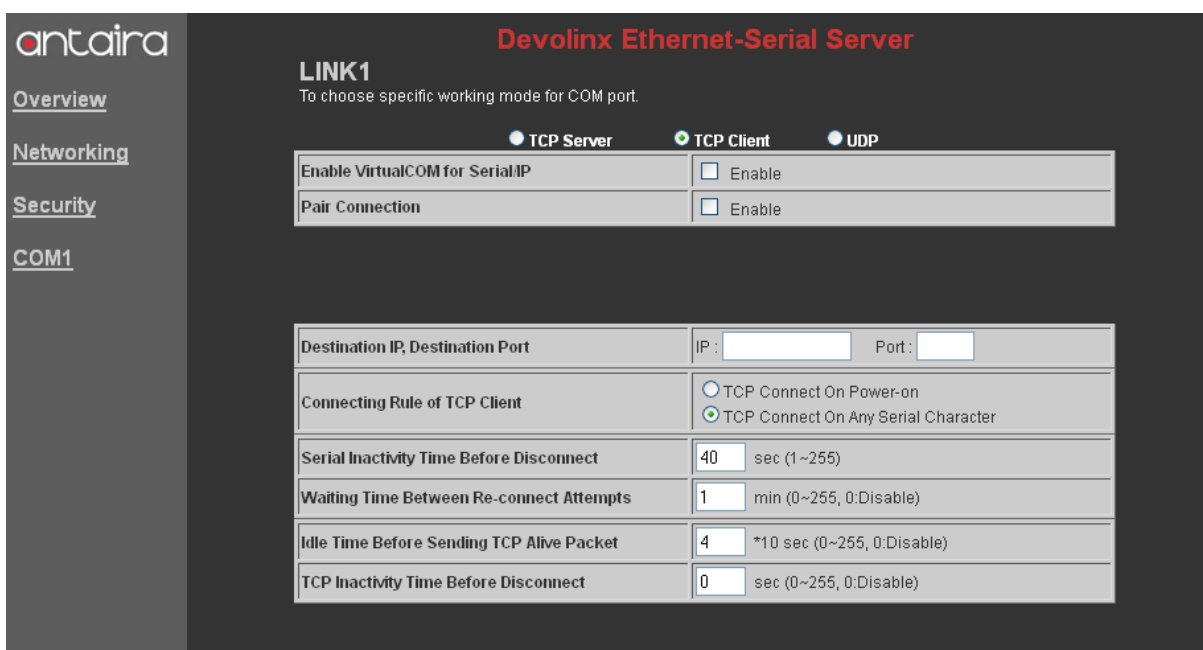 antaira
Devolinx Ethernet-Serial Server
LINK1
To choose specific working mode for COM port.
Overview
Networking
Security
COM1
TCP Server TCP Client UDP
Enable VirtualCOM for Serial/IP Enable
Pair Connection Enable
Destination IP, Destination Port IP : Port :
Connecting Rule of TCP Client TCP Connect On Power-on
TCP Connect On Any Serial Character
Serial Inactivity Time Before Disconnect 40 sec (1~255)
Waiting Time Between Re-connect Attempts 1 min (0~255, 0:Disable)
Idle Time Before Sending TCP Alive Packet 4 *10 sec (0~255, 0:Disable)
TCP Inactivity Time Before Disconnect 0 sec (0~255, 0:Disable)